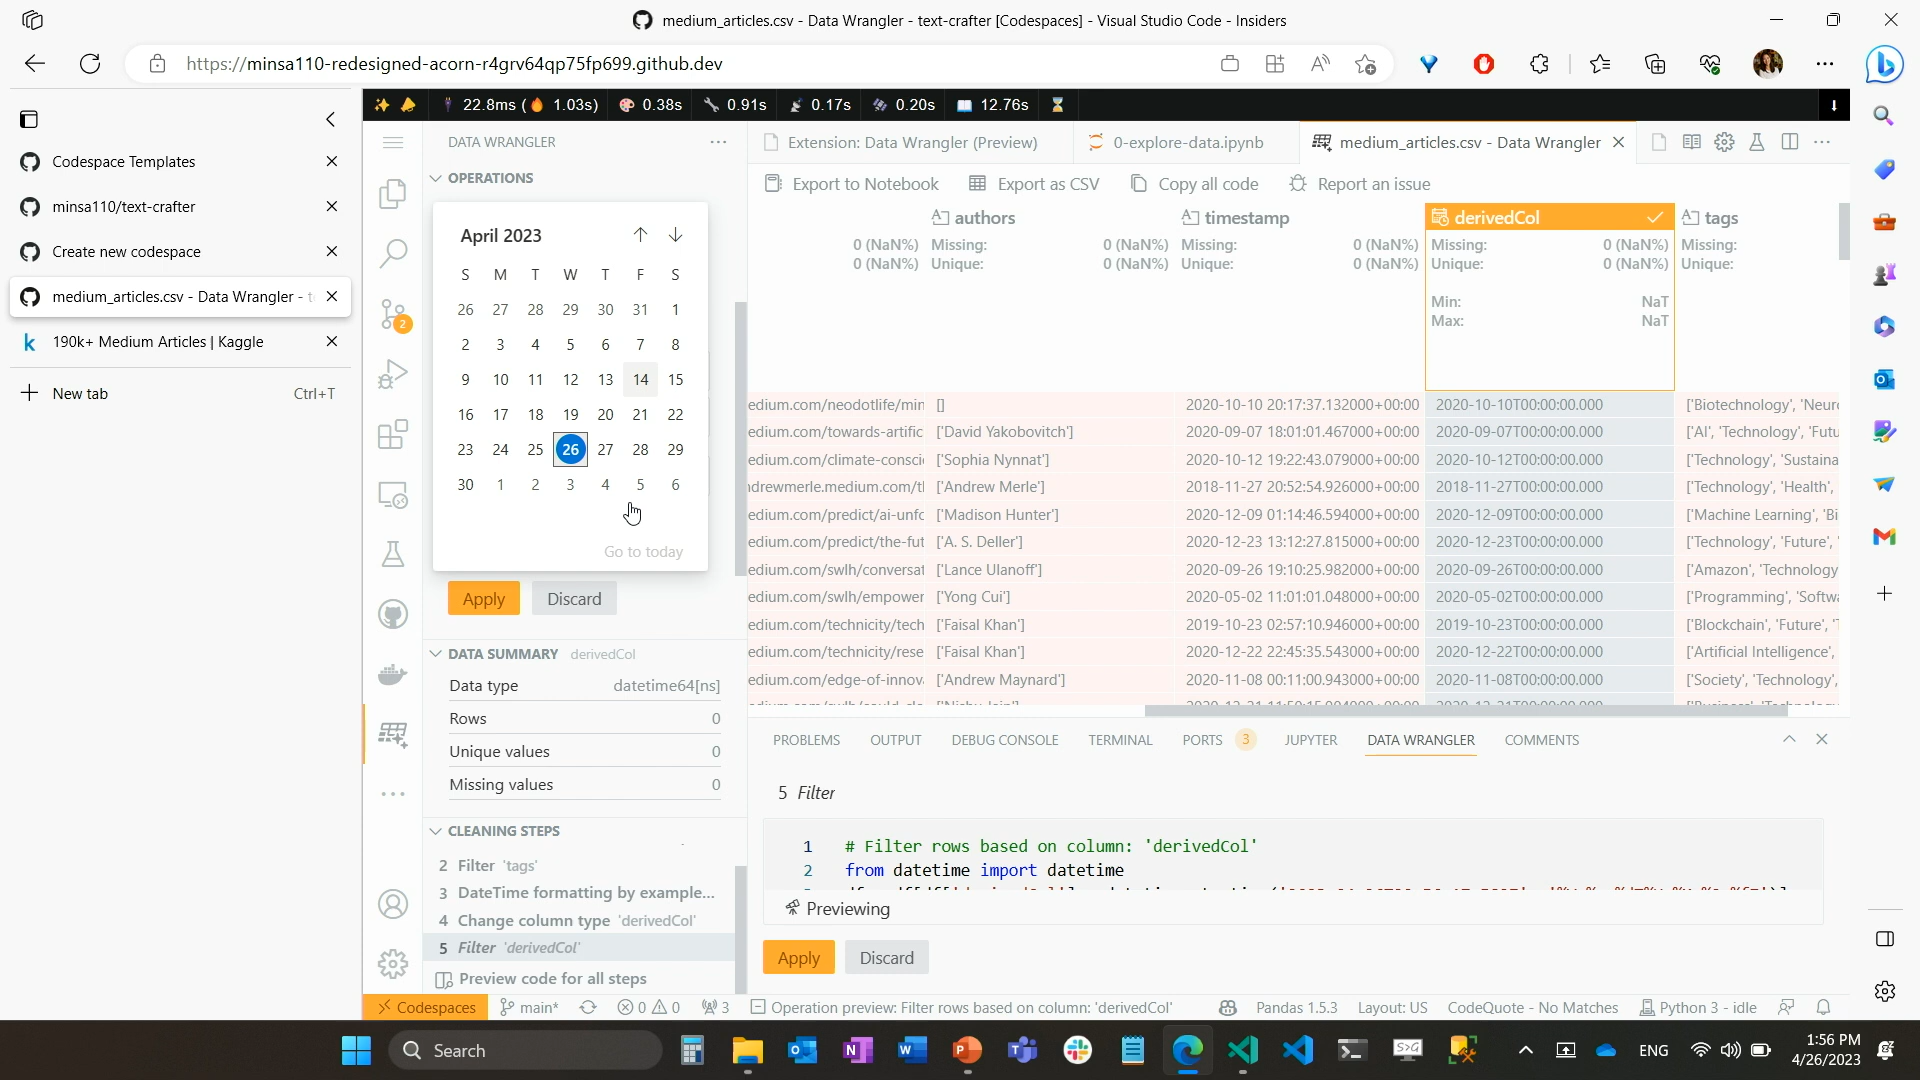 medium_articles.csv - Data Wrangler - text-crafter [Codespaces] - Visual Studio Code - Insiders
https://minsa110-redesigned-acorn-r4grv64qp75fp699.github.dev
Codespace Templates
minsa110/text-crafter
Create new codespace
medium_articles.csv - Data Wrangler -
190k+ Medium Articles | Kaggle
New tab Ctrl+T
22.8ms ( 1.03s) 0.38s 0.91s 0.17s 0.20s 12.76s
DATA WRANGLER
OPERATIONS
April 2023
S M T W T F S
26 27 28 29 30 31 1
2 3 4 5 6 7 8
9 10 11 12 13 14 15
16 17 18 19 20 21 22
23 24 25 26 27 28 29
30 1 2 3 4 5 6
Go to today
Apply Discard
DATA SUMMARY derivedCol
Data type datetime64[ns]
Rows 0
Unique values 0
Missing values 0
CLEANING STEPS
2 Filter 'tags'
3 DateTime formatting by example...
4 Change column type 'derivedCol'
5 Filter 'derivedCol'
Preview code for all steps
Extension: Data Wrangler (Preview) 0-explore-data.ipynb medium_articles.csv - Data Wrangler
Export to Notebook Export as CSV Copy all code Report an issue
authors timestamp derivedCol tags
0 (NaN%) Missing: 0 (NaN%) Missing: 0 (NaN%) Missing: 0 (NaN%) Missing:
0 (NaN%) Unique: 0 (NaN%) Unique: 0 (NaN%) Unique: 0 (NaN%) Unique:
Min: NaT
Max: NaT
edium.com/neodotlife/min [] 2020-10-10 20:17:37.132000+00:00 2020-10-10T00:00:00.000 ['Biotechnology', 'Neuro
edium.com/towards-artific ['David Yakobovitch'] 2020-09-07 18:01:01.467000+00:00 2020-09-07T00:00:00.000 ['AI', 'Technology', 'Futu
edium.com/climate-consci ['Sophia Nynnat'] 2020-10-12 19:22:43.079000+00:00 2020-10-12T00:00:00.000 ['Technology', 'Sustaina
ndrewmerle.medium.com/tl ['Andrew Merle'] 2018-11-27 20:52:54.926000+00:00 2018-11-27T00:00:00.000 ['Technology', 'Health',
edium.com/predict/ai-unfo ['Madison Hunter'] 2020-12-09 01:14:46.594000+00:00 2020-12-09T00:00:00.000 ['Machine Learning', 'Bi
edium.com/predict/the-fut ['A. S. Deller'] 2020-12-23 13:12:27.815000+00:00 2020-12-23T00:00:00.000 ['Technology', 'Future', '
edium.com/swlh/conversat ['Lance Ulanoff'] 2020-09-26 19:10:25.982000+00:00 2020-09-26T00:00:00.000 ['Amazon', 'Technology
edium.com/swlh/empower ['Yong Cui'] 2020-05-02 11:01:01.048000+00:00 2020-05-02T00:00:00.000 ['Programming', 'Softwa
edium.com/technicity/tech ['Faisal Khan'] 2019-10-23 02:57:10.946000+00:00 2019-10-23T00:00:00.000 ['Blockchain', 'Future', 'T
edium.com/technicity/rese ['Faisal Khan'] 2020-12-22 22:45:35.543000+00:00 2020-12-22T00:00:00.000 ['Artificial Intelligence',
edium.com/edge-of-innov ['Andrew Maynard'] 2020-11-08 00:11:00.943000+00:00 2020-11-08T00:00:00.000 ['Society', 'Technology',
PROBLEMS OUTPUT DEBUG CONSOLE TERMINAL PORTS 3 JUPYTER DATA WRANGLER COMMENTS
5 Filter
1 # Filter rows based on column: 'derivedCol'
2 from datetime import datetime
Previewing
Apply Discard
2
Codespaces main* 0 0 3 Operation preview: Filter rows based on column: 'derivedCol' Pandas 1.5.3 Layout: US CodeQuote - No Matches Python 3 - idle
Search
ENG
1:56 PM
4/26/2023